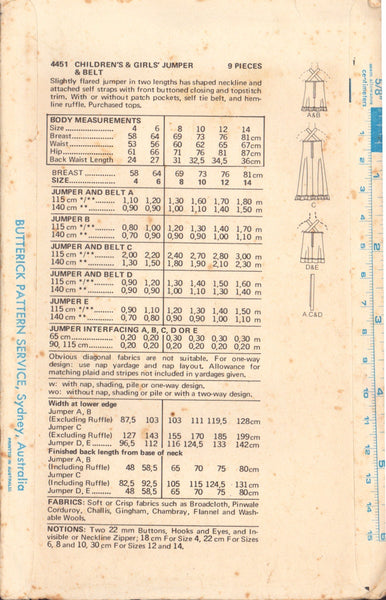 4451 CHILDREN'S & GIRLS' JUMPER & BELT 9 PIECES
Slightly flared jumper in two lengths has shaped neckline and
attached self straps with front buttoned closing and topstitch
trim. With or without patch pockets, self tie belt, and hem-
line ruffle. Purchased tops.
BODY MEASUREMENTS
Size 4 6 8 10 12 14
Breast 58 64 69 73 76 81cm
Waist 53 56 60 62 65 67cm
Hip 61 66 71 76 81 87cm
Back Waist Length 24 27 31 32,5 34,5 36cm
BREAST 58 64 69 73 76 81cm
SIZE 4 6 8 10 12 14
JUMPER AND BELT A
115 cm */** 1,10 1,20 1,30 1,60 1,70 1,80 m
140 cm ** 0,90 0,90 1,00 1,10 1,40 1,50 m
JUMPER B
115 cm */** 0,80 1,00 1,20 1,30 1,40 1,70 m
140 cm ** 0,70 0,90 0,90 0,90 1,00 1,10 m
JUMPER AND BELT C
115 cm */** 2,00 2,20 2,40 2,70 2,80 3,00 m
140 cm ** 1,30 1,50 1,80 1,90 2,10 2,30 m
JUMPER AND BELT D
115 cm */** 0,90 1,20 1,30 1,40 1,50 1,60 m
140 cm ** 0,90 0,90 1,00 1,10 1,30 1,40 m
JUMPER E
115 cm */** 0,90 1,10 1,20 1,30 1,40 1,50 m
140 cm ** 0,70 0,80 0,90 0,90 1,00 1,10 m
JUMPER INTERFACING A, B, C, D OR E
65 cm 0,20 0,20 0,30 0,30 0,30 0,30 m
90, 115 cm 0,20 0,20 0,20 0,20 0,20 0,20 m
Obvious diagonal fabrics are not suitable. For one-way
design: use nap yardage and nap layout. Allowance for
matching plaid and stripes not included in yardages given.
w: with nap, shading, pile or one-way design.
wo: without nap, shading or pile or with a two-way design.
Width at lower edge
Jumper A, B
(Excluding Ruffle) 87,5 103 103 111 119,5 128cm
Jumper C
(Excluding Ruffle) 127 143 155 170 185 199cm
Jumper D, E 96,5 112 116 124,5 133 142cm
Finished back length from base of neck
Jumper A, B
(Including Ruffle) 48 58,5 65 70 75 80cm
Jumper C
(Including Ruffle) 82,5 92,5 105 115 124,5 131cm
Jumper D, E 48 58,5 65 70 75 80cm
FABRICS: Soft or Crisp fabrics such as Broadcloth, Pinwale
Corduroy, Challis, Gingham, Chambray, Flannel and Wash-
able Wools.
NOTIONS: Two 22 mm Buttons, Hooks and Eyes, and In-
visible or Neckline Zipper; 18 cm For Size 4, 22 cm For Sizes
6, 8 and 10, 30 cm For Sizes 12 and 14.
A&B
C
D&E
A,C&D
BUTTERICK PATTERN SERVICE, Sydney, Australia
PRINTED IN AUSTRALIA
5/8"
centimeters